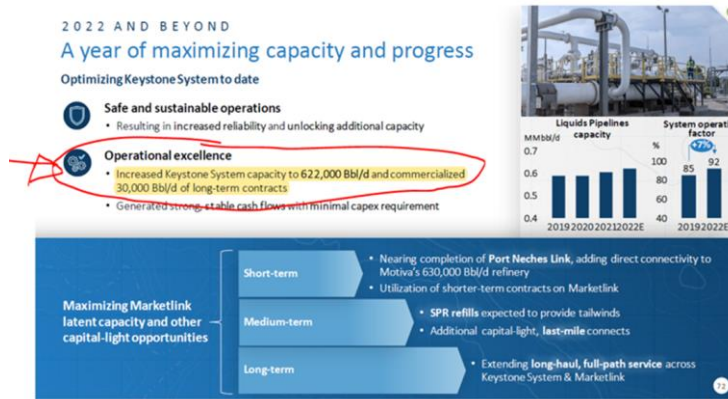 2022 AND BEYOND
A year of maximizing capacity and progress
Optimizing Keystone System to date
Safe and sustainable operations
• Resulting in increased reliability and unlocking additional capacity
Operational excellence
• Increased Keystone System capacity to 622,000 Bbl/d and commercialized
30,000 Bbl/d of long-term contracts
• Generated strong, stable cash flows with minimal capex requirement
Liquids Pipelines
capacity
MMbbl/d
0.7
0.6
0.5
0.4
2019 2020 2021 2022E
System operati
factor
%
+7%
100
80
60
40
85
92
2019 2022E
Maximizing Marketlink
latent capacity and other
capital-light opportunities
Short-term
• Nearing completion of Port Neches Link, adding direct connectivity to
Motiva's 630,000 Bbl/d refinery
• Utilization of shorter-term contracts on Marketlink
Medium-term
• SPR refills expected to provide tailwinds
• Additional capital-light, last-mile connects
Long-term
• Extending long-haul, full-path service across
Keystone System & Marketlink
72